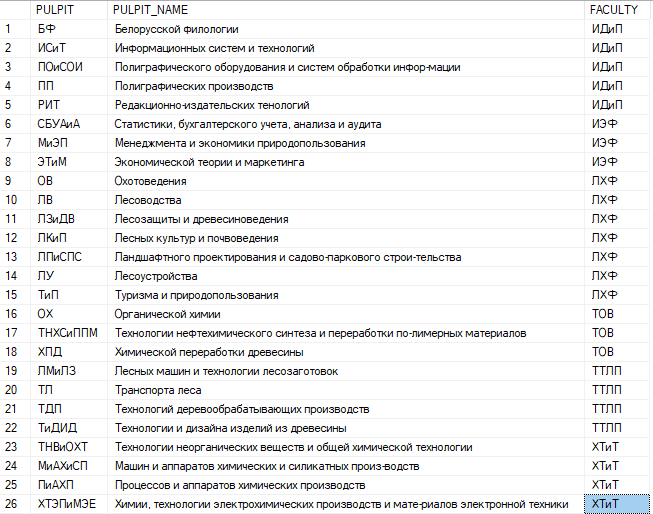 PULPIT PULPIT_NAME FACULTY
1 БФ Белорусской филологии ИДиП
2 ИСиТ Информационных систем и технологий ИДиП
3 ПОиСОИ Полиграфического оборудования и систем обработки инфор-мации ИДиП
4 ПП Полиграфических производств ИДиП
5 РИТ Редакционно-издательских тенологий ИДиП
6 СБУАиА Статистики, бухгалтерского учета, анализа и аудита ИЭФ
7 МиЭП Менеджмента и экономики природопользования ИЭФ
8 ЭТиМ Экономической теории и маркетинга ИЭФ
9 ОВ Охотоведения ЛХФ
10 ЛВ Лесоводства ЛХФ
11 ЛЗиДВ Лесозащиты и древесиноведения ЛХФ
12 ЛКиП Лесных культур и почвоведения ЛХФ
13 ЛПиСПС Ландшафтного проектирования и садово-паркового строи-тельства ЛХФ
14 ЛУ Лесоустройства ЛХФ
15 ТиП Туризма и природопользования ЛХФ
16 ОХ Органической химии ТОВ
17 ТНХСиППМ Технологии нефтехимического синтеза и переработки по-лимерных материалов ТОВ
18 ХПД Химической переработки древесины ТОВ
19 ЛМиЛЗ Лесных машин и технологии лесозаготовок ТТЛП
20 ТЛ Транспорта леса ТТЛП
21 ТДП Технологий деревообрабатывающих производств ТТЛП
22 ТиДИД Технологии и дизайна изделий из древесины ТТЛП
23 ТНВиОХТ Технологии неорганических веществ и общей химической технологии ХТиТ
24 МиАХиСП Машин и аппаратов химических и силикатных произ-водств ХТиТ
25 ПиАХП Процессов и аппаратов химических производств ХТиТ
26 ХТЭПиМЭЕ Химии, технологии электрохимических производств и мате-риалов электронной техники ХТиТ